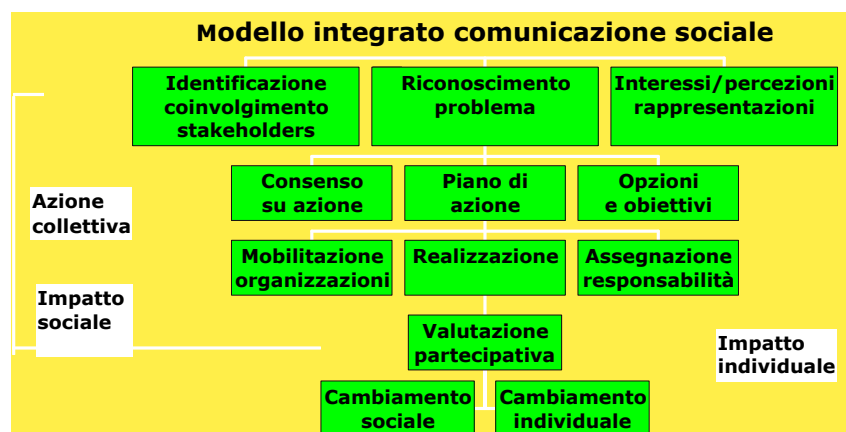 Modello integrato comunicazione sociale
Identificazione
coinvolgimento
stakeholders
Riconoscimento
problema
Interessi/percezioni
rappresentazioni
Consenso
su azione
Piano di
azione
Opzioni
e obiettivi
Azione
collettiva
Mobilitazione
organizzazioni
Realizzazione
Assegnazione
responsabilità
Impatto
sociale
Valutazione
partecipativa
Impatto
individuale
Cambiamento
sociale
Cambiamento
individuale